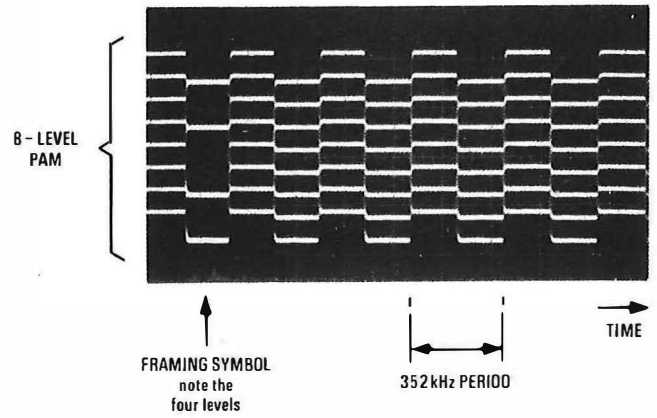 8 - LEVEL
PAM
TIME
FRAMING SYMBOL
note the
four levels
352 kHz PERIOD